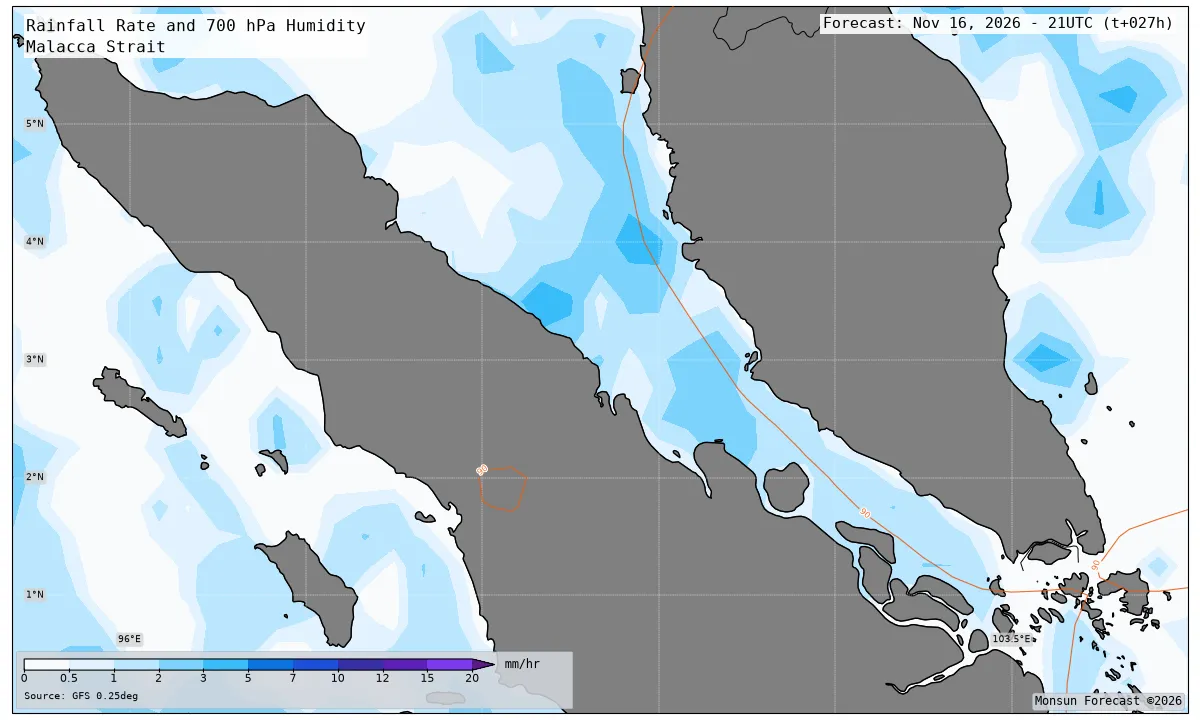 Rainfall Rate and 700 hPa Humidity
Malacca Strait
Forecast: Nov 16, 2026 - 21UTC (t+027h)
5°N
4°N
3°N
2°N
1°N
96°E
103.5°E
90
90
90
0 0.5 1 2 3 5 7 10 12 15 20
mm/hr
Source: GFS 0.25deg
Monsun Forecast ©2026